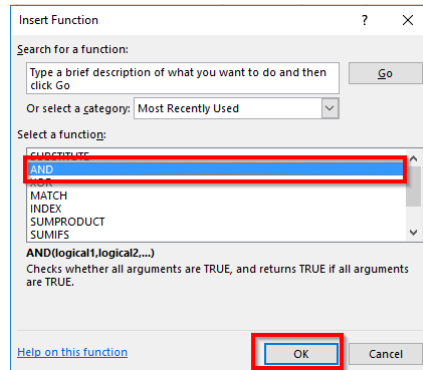 Insert Function ? ×
Search for a function:
Type a brief description of what you want to do and then
click Go
Go
Or select a category: Most Recently Used
Select a function:
SUBSTITUTE
AND
XOR
MATCH
INDEX
SUMPRODUCT
SUMIFS
AND(logical1,logical2,...)
Checks whether all arguments are TRUE, and returns TRUE if all arguments
are TRUE.
Help on this function
OK
Cancel